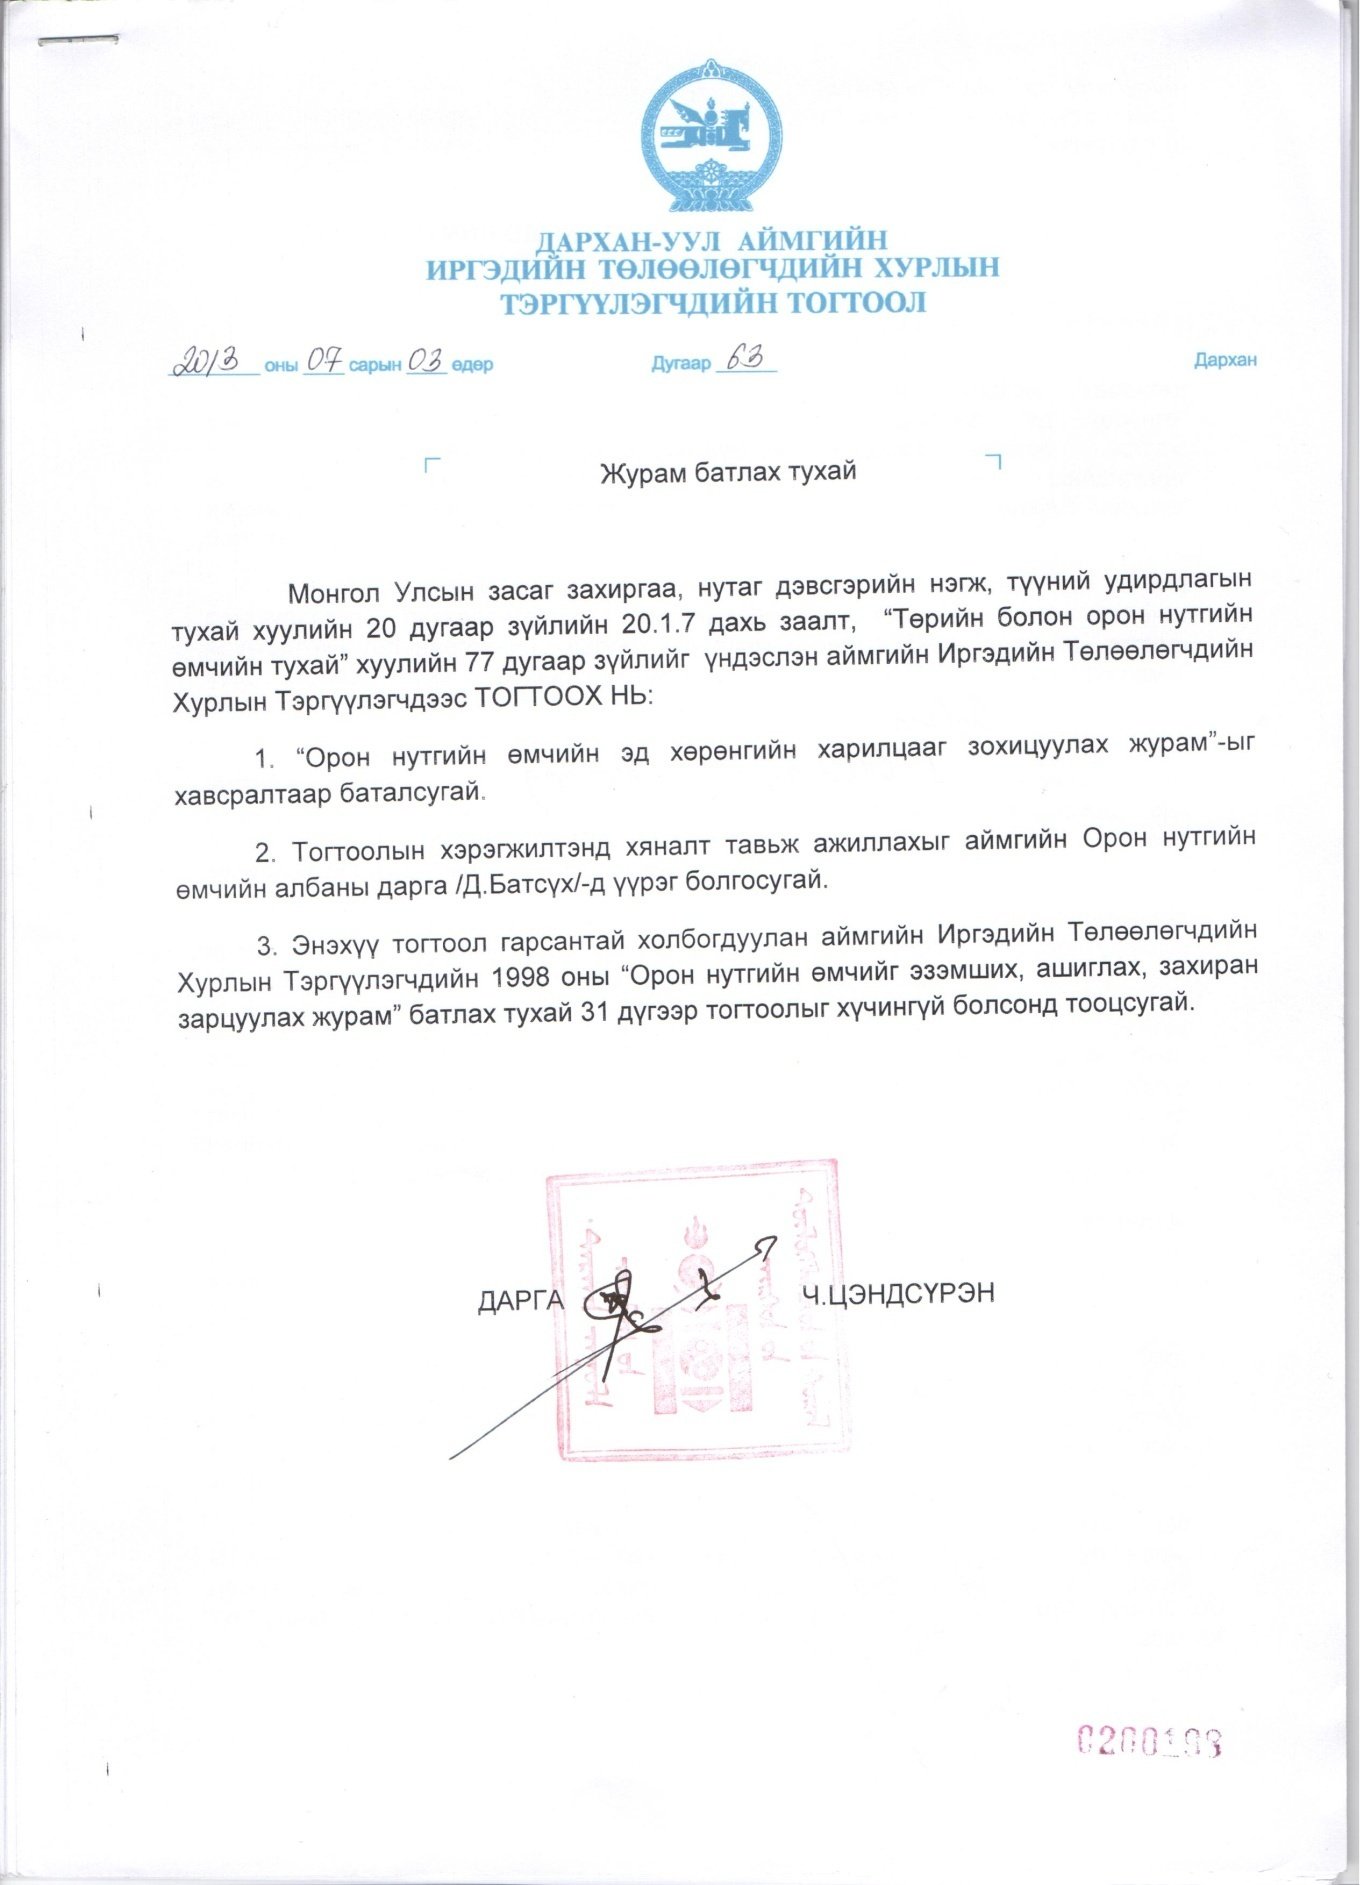 ДАРХАН-УУЛ АЙМГИЙН
ИРГЭДИЙН ТӨЛӨӨЛӨГЧДИЙН ХУРЛЫН
ТЭРГҮҮЛЭГЧДИЙН ТОГТООЛ
2013 оны 07 сарын 03 өдөр Дугаар 63 Дархан
Журам батлах тухай
Монгол Улсын засаг захиргаа, нутаг дэвсгэрийн нэгж, түүний удирдлагын
тухай хуулийн 20 дугаар зүйлийн 20.1.7 дахь заалт, “Төрийн болон орон нутгийн
өмчийн тухай” хуулийн 77 дугаар зүйлийг үндэслэн аймгийн Иргэдийн Төлөөлөгчдийн
Хурлын Тэргүүлэгчдээс ТОГТООХ НЬ:
1. “Орон нутгийн өмчийн эд хөрөнгийн харилцааг зохицуулах журам”-ыг
хавсралтаар баталсугай.
2. Тогтоолын хэрэгжилтэнд хяналт тавьж ажиллахыг аймгийн Орон нутгийн
өмчийн албаны дарга /Д.Батсүх/-д үүрэг болгосугай.
3. Энэхүү тогтоол гарсантай холбогдуулан аймгийн Иргэдийн Төлөөлөгчдийн
Хурлын Тэргүүлэгчдийн 1998 оны “Орон нутгийн өмчийг эзэмших, ашиглах, захиран
зарцуулах журам” батлах тухай 31 дүгээр тогтоолыг хүчингүй болсонд тооцсугай.
ДАРГА Ч.ЦЭНДСҮРЭН